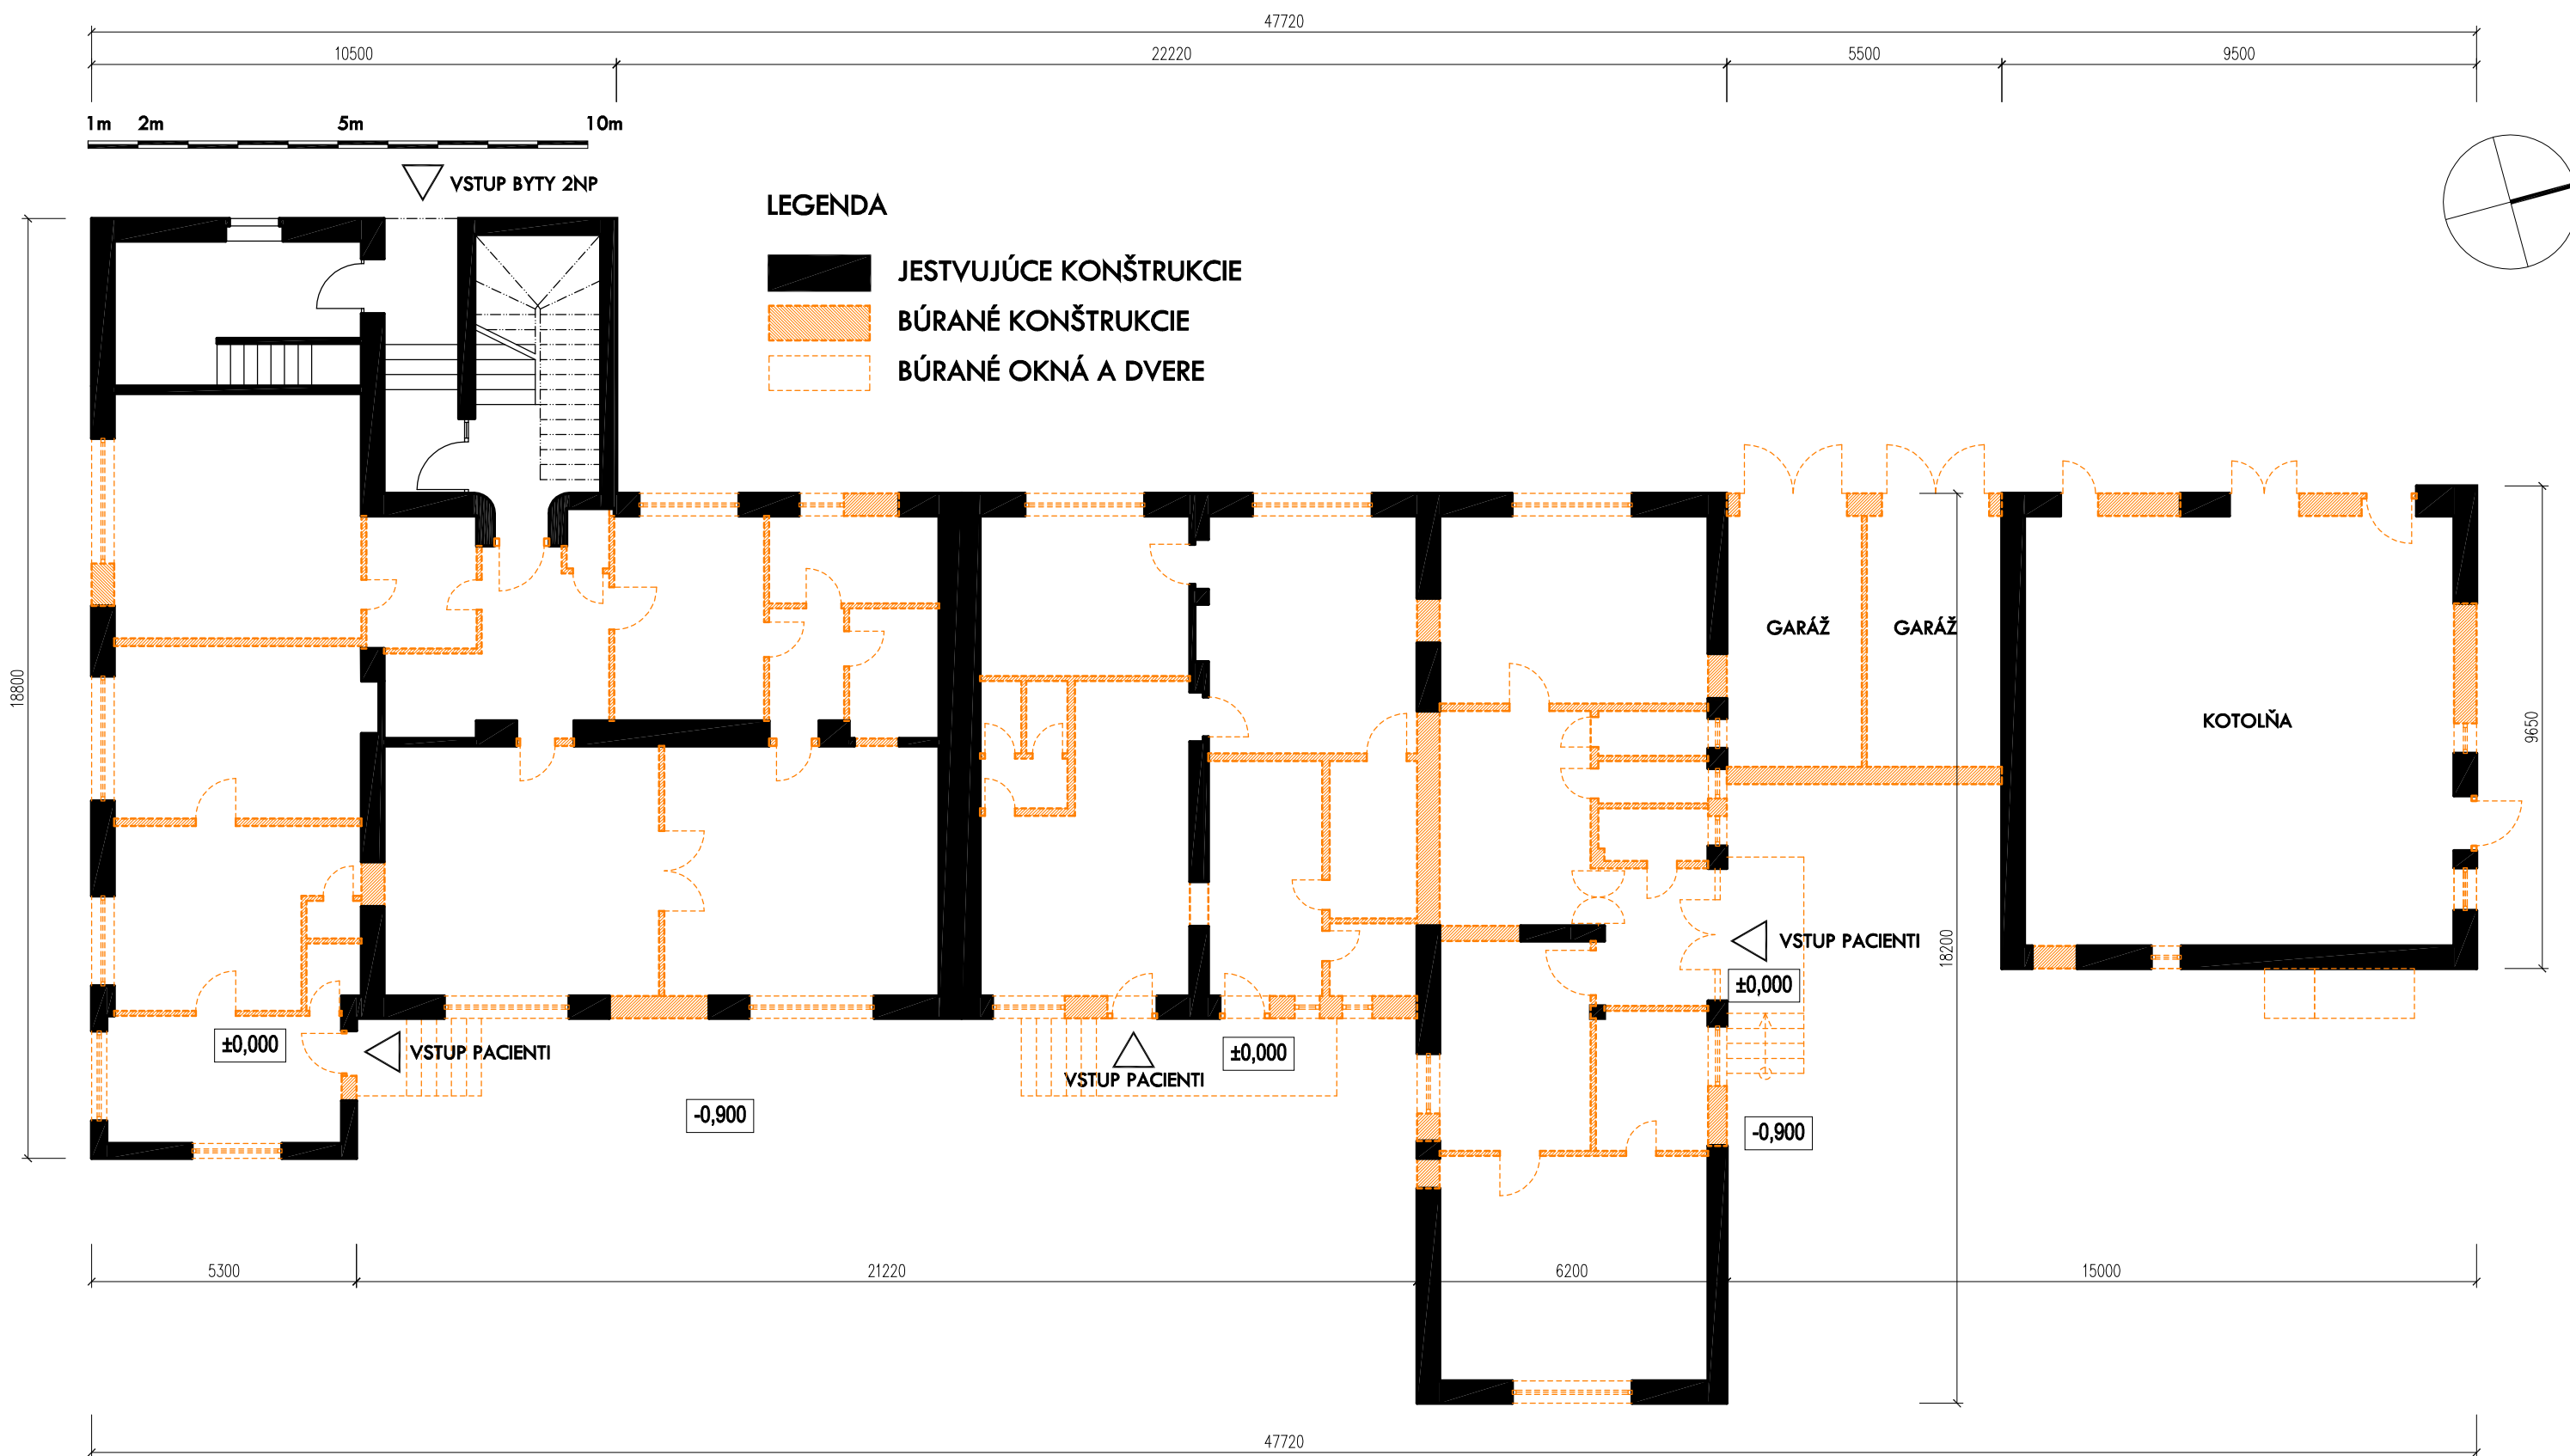 47720
10500 22220 5500 9500
1m 2m 5m 10m
VSTUP BYTY 2NP
LEGENDA
JESTVUJÚCE KONŠTRUKCIE
BÚRANÉ KONŠTRUKCIE
BÚRANÉ OKNÁ A DVERE
GARÁŽ GARÁŽ
18800
KOTOLŇA
9650
VSTUP PACIENTI
18200
±0,000
±0,000
VSTUP PACIENTI
±0,000
VSTUP PACIENTI
-0,900
-0,900
5300 21220 6200 15000
47720